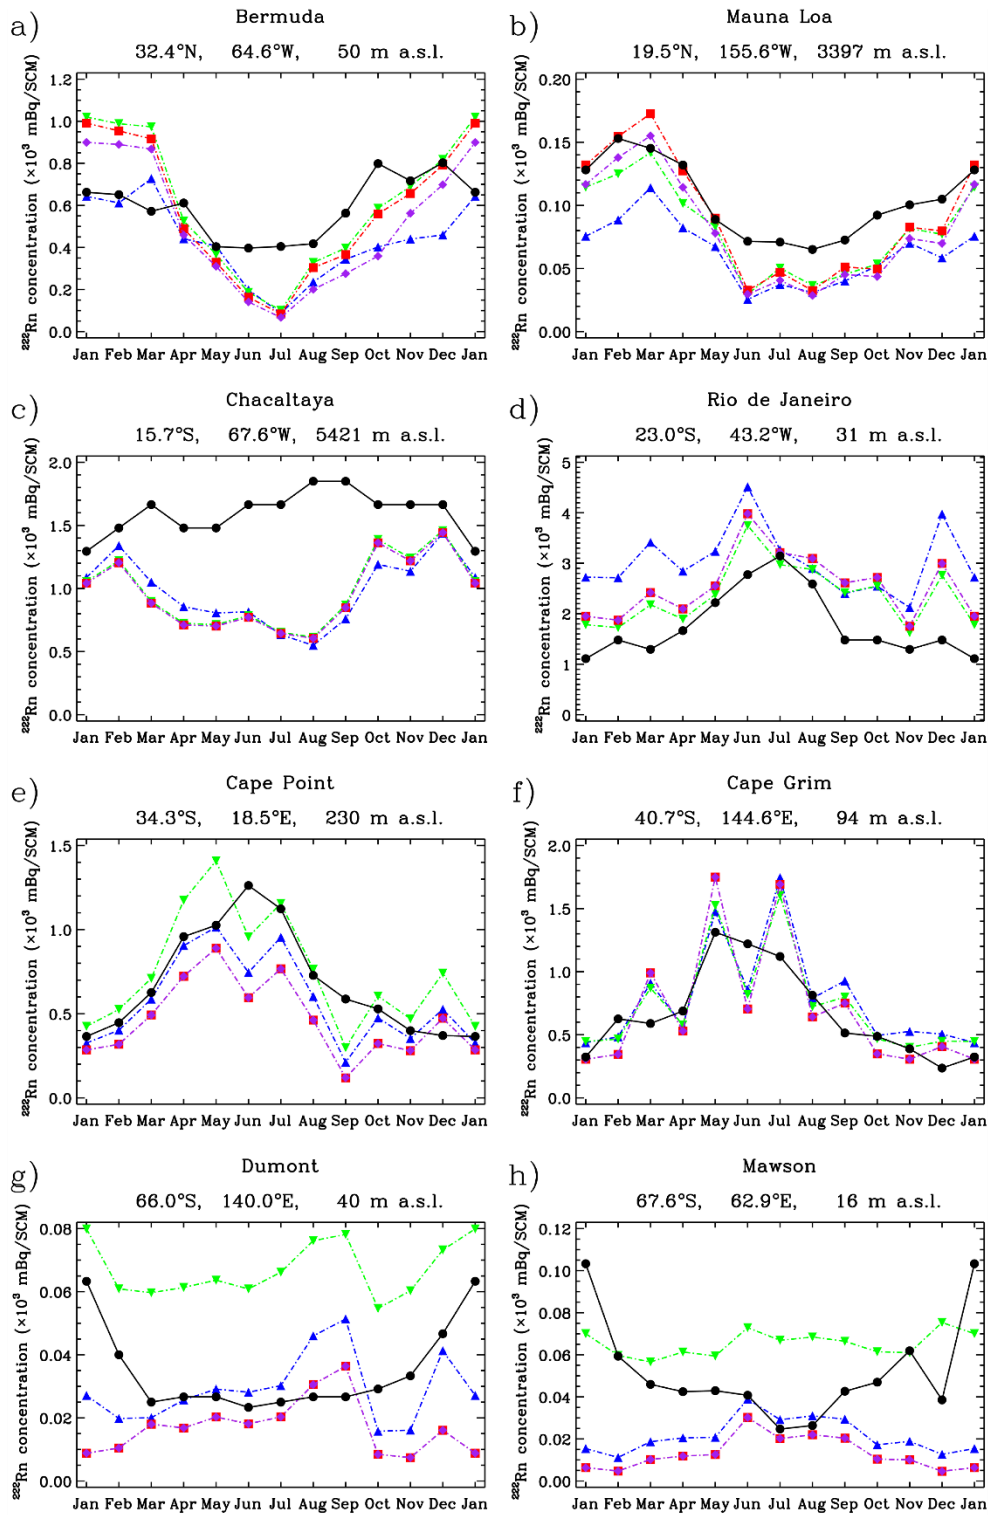 a) Bermuda
32.4°N, 64.6°W, 50 m a.s.l.
²²²Rn concentration (×10³ mBq/SCM)
1.2
1.0
0.8
0.6
0.4
0.2
0.0
Jan Feb Mar Apr May Jun Jul Aug Sep Oct Nov Dec Jan
b) Mauna Loa
19.5°N, 155.6°W, 3397 m a.s.l.
²²²Rn concentration (×10³ mBq/SCM)
0.20
0.15
0.10
0.05
0.00
Jan Feb Mar Apr May Jun Jul Aug Sep Oct Nov Dec Jan
c) Chacaltaya
15.7°S, 67.6°W, 5421 m a.s.l.
²²²Rn concentration (×10³ mBq/SCM)
2.0
1.5
1.0
0.5
0.0
Jan Feb Mar Apr May Jun Jul Aug Sep Oct Nov Dec Jan
d) Rio de Janeiro
23.0°S, 43.2°W, 31 m a.s.l.
²²²Rn concentration (×10³ mBq/SCM)
5
4
3
2
1
0
Jan Feb Mar Apr May Jun Jul Aug Sep Oct Nov Dec Jan
e) Cape Point
34.3°S, 18.5°E, 230 m a.s.l.
²²²Rn concentration (×10³ mBq/SCM)
1.5
1.0
0.5
0.0
Jan Feb Mar Apr May Jun Jul Aug Sep Oct Nov Dec Jan
f) Cape Grim
40.7°S, 144.6°E, 94 m a.s.l.
²²²Rn concentration (×10³ mBq/SCM)
2.0
1.5
1.0
0.5
0.0
Jan Feb Mar Apr May Jun Jul Aug Sep Oct Nov Dec Jan
g) Dumont
66.0°S, 140.0°E, 40 m a.s.l.
²²²Rn concentration (×10³ mBq/SCM)
0.08
0.06
0.04
0.02
0.00
Jan Feb Mar Apr May Jun Jul Aug Sep Oct Nov Dec Jan
h) Mawson
67.6°S, 62.9°E, 16 m a.s.l.
²²²Rn concentration (×10³ mBq/SCM)
0.12
0.10
0.08
0.06
0.04
0.02
0.00
Jan Feb Mar Apr May Jun Jul Aug Sep Oct Nov Dec Jan